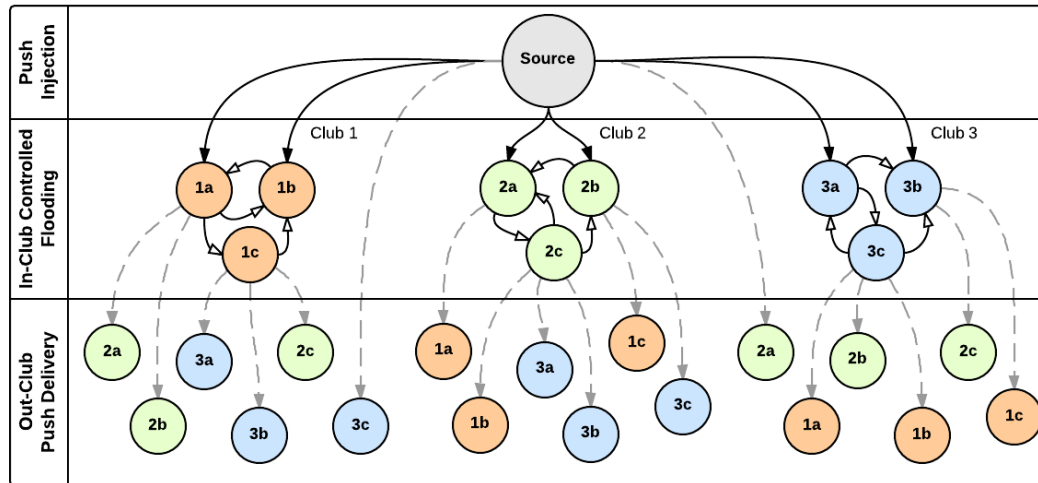 Push
Injection
Source
Club 1
Club 2
Club 3
In-Club Controlled
Flooding
1a
1b
1c
2a
2b
2c
3a
3b
3c
Out-Club
Push Delivery
2a
3a
2c
2b
3b
3c
1a
3a
1c
1b
3b
3c
2a
2b
2c
1a
1b
1c